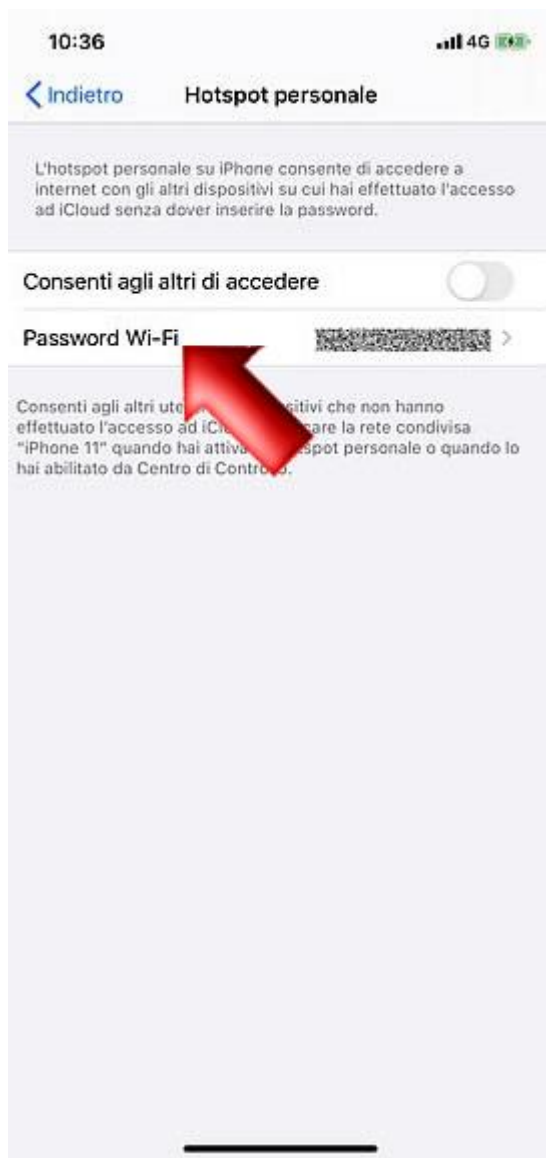 10:36 4G
Indietro Hotspot personale
L'hotspot personale su iPhone consente di accedere a
internet con gli altri dispositivi su cui hai effettuato l'accesso
ad iCloud senza dover inserire la password.
Consenti agli altri di accedere
Password Wi-Fi
Consenti agli altri che non hanno
effettuato l'accesso ad la rete condivisa
"iPhone 11" quando hai personale o quando lo
hai abilitato da Centro di